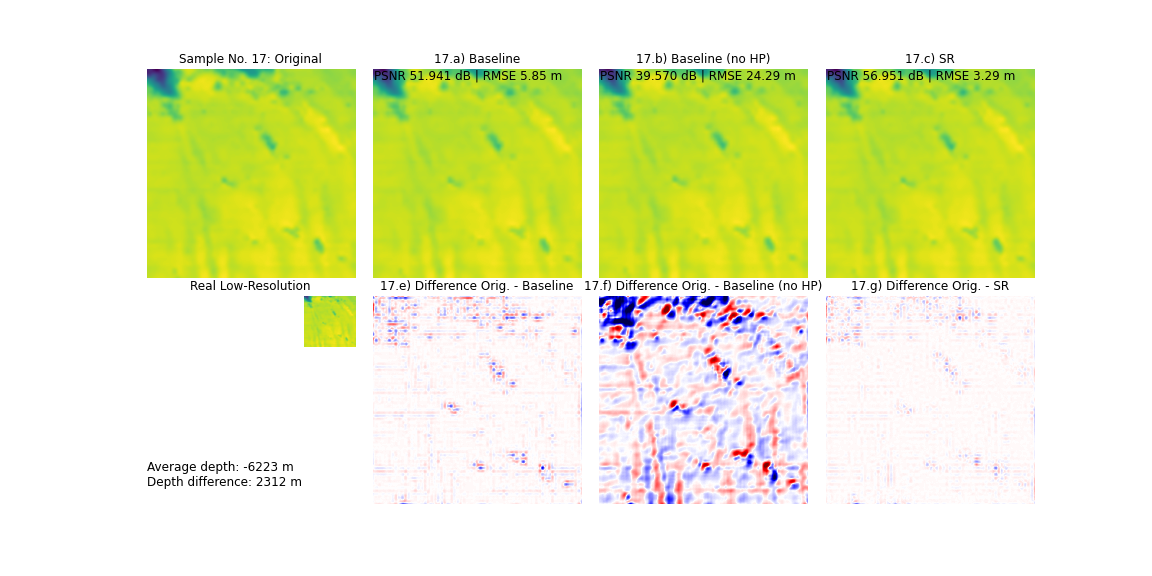 Sample No. 17: Original
17.a) Baseline
17.b) Baseline (no HP)
17.c) SR
PSNR 51.941 dB | RMSE 5.85 m
PSNR 39.570 dB | RMSE 24.29 m
PSNR 56.951 dB | RMSE 3.29 m
Real Low-Resolution
17.e) Difference Orig. - Baseline
17.f) Difference Orig. - Baseline (no HP)
17.g) Difference Orig. - SR
Average depth: -6223 m
Depth difference: 2312 m